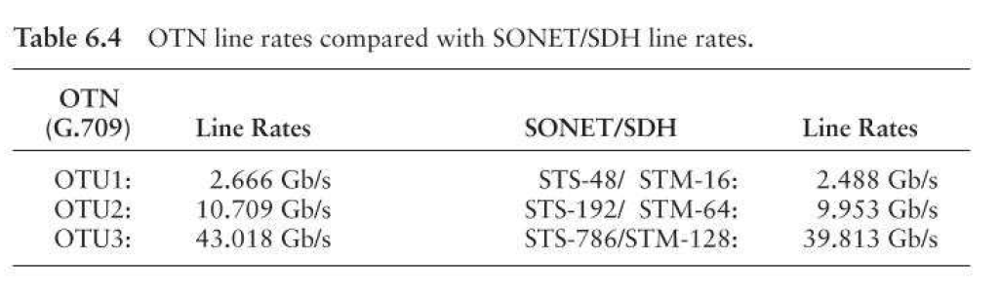 Table 6.4 OTN line rates compared with SONET/SDH line rates.
OTN
(G.709) Line Rates SONET/SDH Line Rates
OTU1: 2.666 Gb/s STS-48/ STM-16: 2.488 Gb/s
OTU2: 10.709 Gb/s STS-192/ STM-64: 9.953 Gb/s
OTU3: 43.018 Gb/s STS-786/STM-128: 39.813 Gb/s